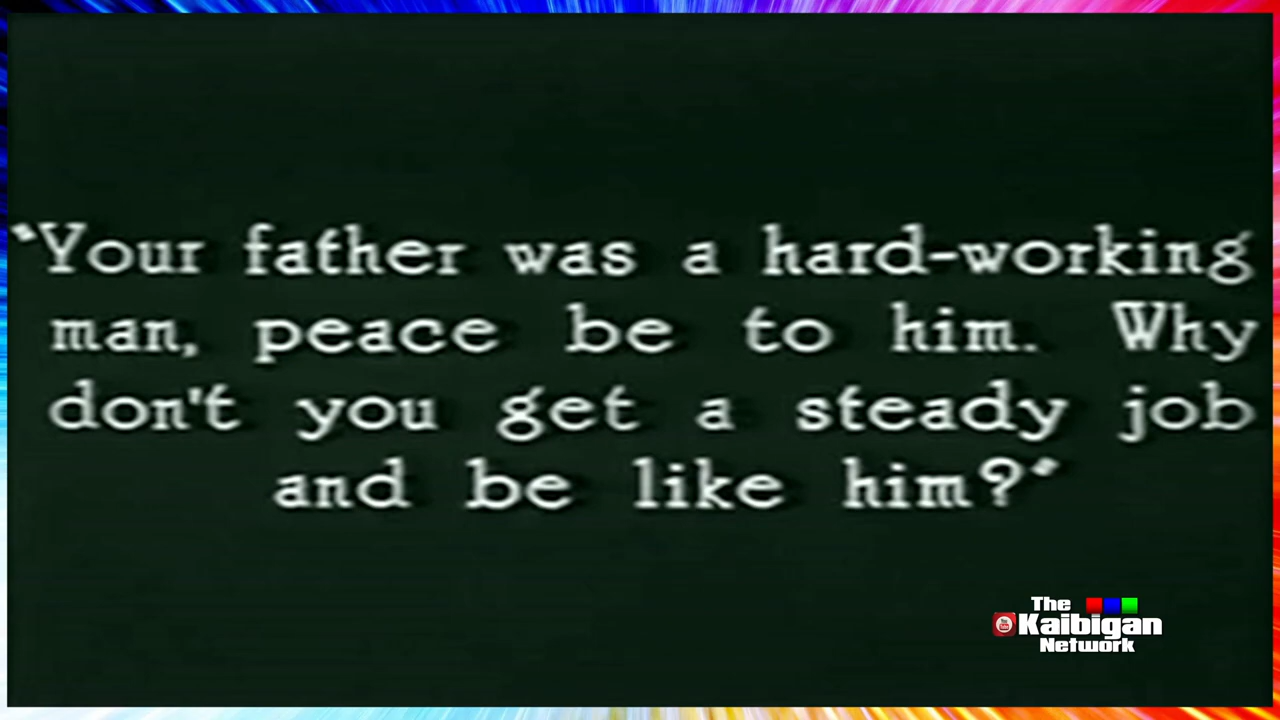 "Your father was a hard-working
man, peace be to him. Why
don't you get a steady job
and be like him?"
The
Kaibigan
Network